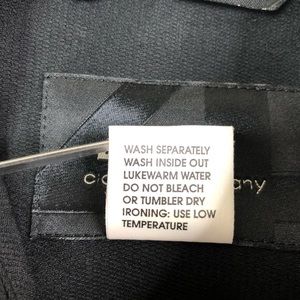 WASH SEPARATELY
WASH INSIDE OUT
LUKEWARM WATER
DO NOT BLEACH
OR TUMBLER DRY
IRONING: USE LOW
TEMPERATURE